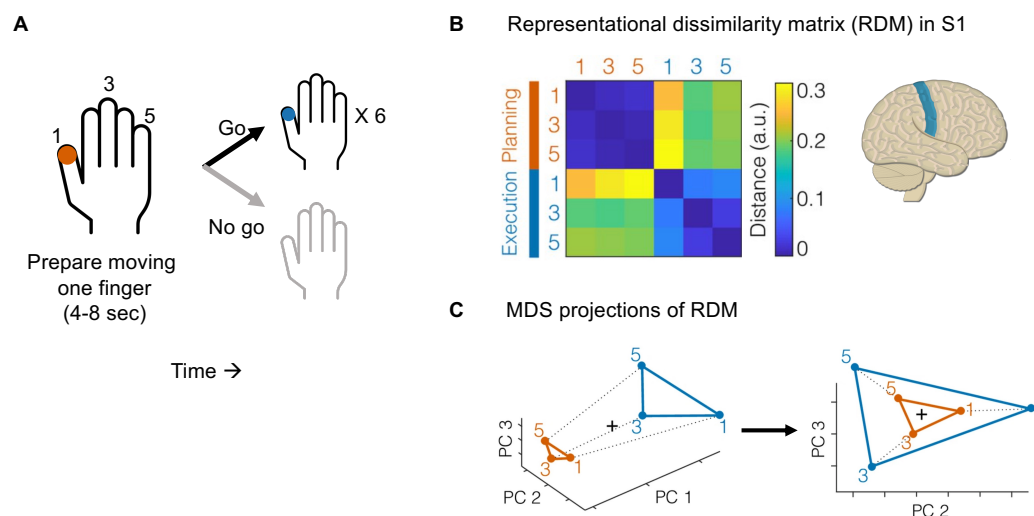 A
3
5
1
Go
X 6
No go
Prepare moving
one finger
(4-8 sec)
Time →
B Representational dissimilarity matrix (RDM) in S1
1 3 5 1 3 5
Planning
1
3
5
Execution
1
3
5
0.3
0.2
0.1
0
Distance (a.u.)
C MDS projections of RDM
5
3
1
5
3
1
PC 3
PC 2
PC 1
5
5
1
3
3
PC 3
PC 2